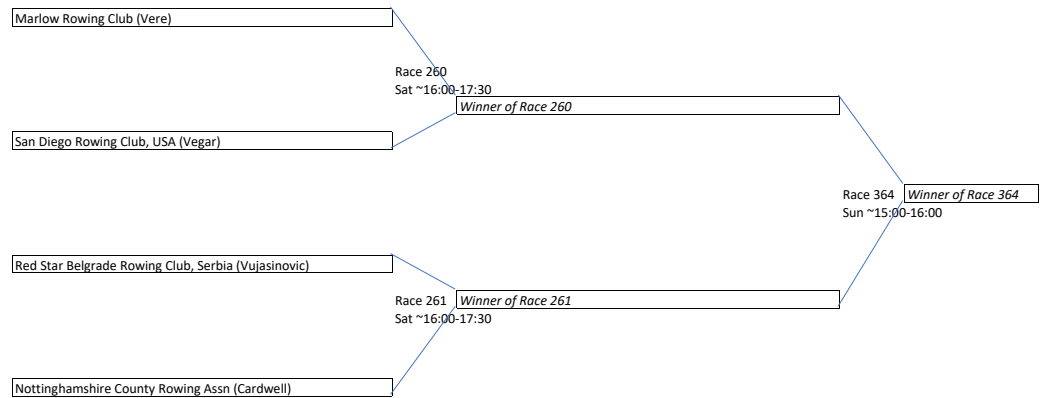 Marlow Rowing Club (Vere)
Race 260
Sat ~16:00-17:30
Winner of Race 260
San Diego Rowing Club, USA (Vegar)
Race 364
Winner of Race 364
Sun ~15:00-16:00
Red Star Belgrade Rowing Club, Serbia (Vujasinovic)
Race 261
Winner of Race 261
Sat ~16:00-17:30
Nottinghamshire County Rowing Assn (Cardwell)